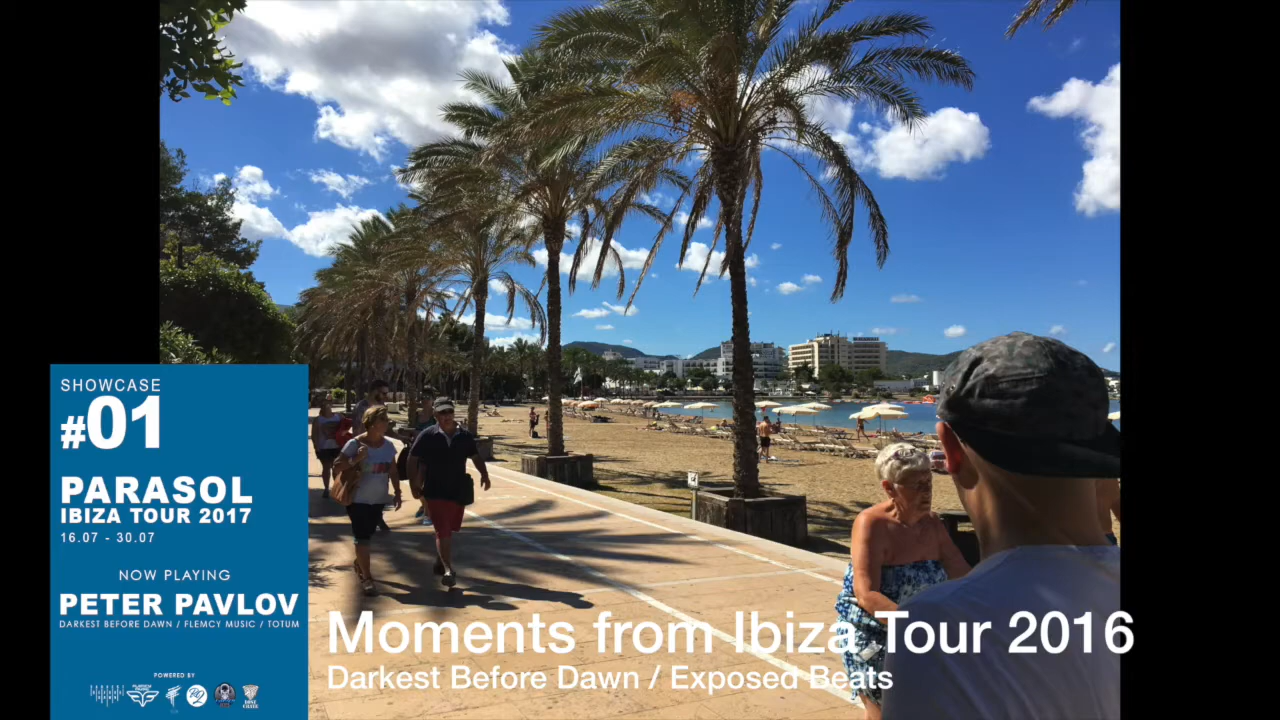 SHOWCASE
#01
PARASOL
IBIZA TOUR 2017
16.07 - 30.07
NOW PLAYING
PETER PAVLOV
DARKEST BEFORE DAWN / FLEMCY MUSIC / TOTUM
POWERED BY
Moments from Ibiza Tour 2016
Darkest Before Dawn / Exposed Beats